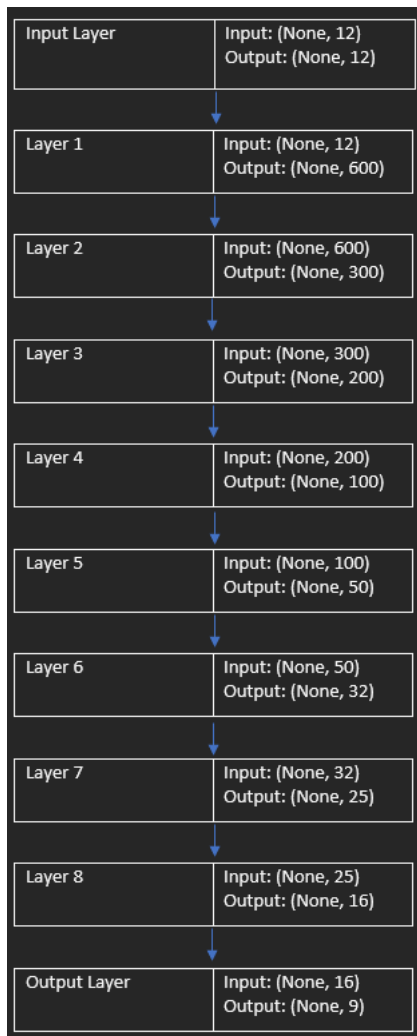 Input Layer
Input: (None, 12)
Output: (None, 12)
Layer 1
Input: (None, 12)
Output: (None, 600)
Layer 2
Input: (None, 600)
Output: (None, 300)
Layer 3
Input: (None, 300)
Output: (None, 200)
Layer 4
Input: (None, 200)
Output: (None, 100)
Layer 5
Input: (None, 100)
Output: (None, 50)
Layer 6
Input: (None, 50)
Output: (None, 32)
Layer 7
Input: (None, 32)
Output: (None, 25)
Layer 8
Input: (None, 25)
Output: (None, 16)
Output Layer
Input: (None, 16)
Output: (None, 9)